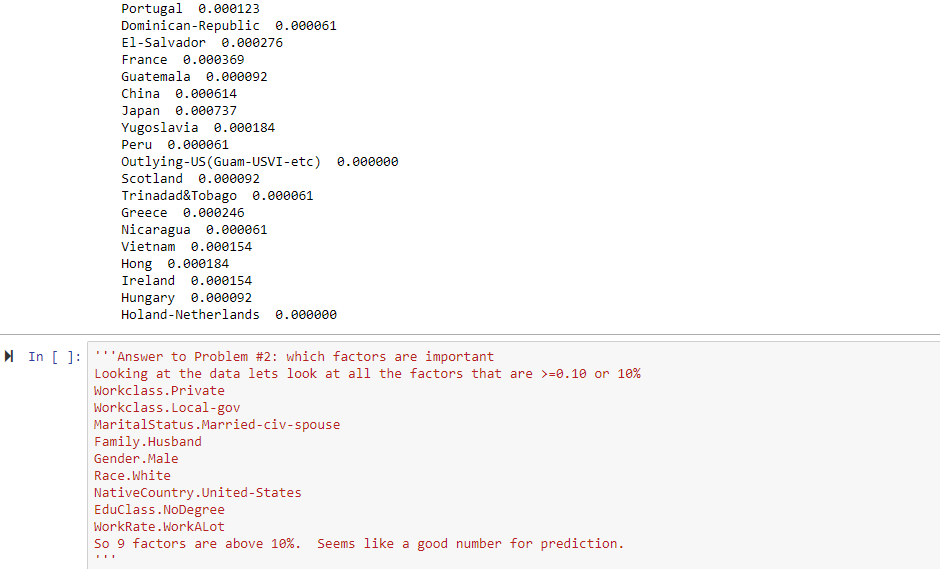 Portugal  0.000123
Dominican-Republic  0.000061
El-Salvador  0.000276
France  0.000369
Guatemala  0.000092
China  0.000614
Japan  0.000737
Yugoslavia  0.000184
Peru  0.000061
Outlying-US(Guam-USVI-etc)  0.000000
Scotland  0.000092
Trinadad&Tobago  0.000061
Greece  0.000246
Nicaragua  0.000061
Vietnam  0.000154
Hong  0.000184
Ireland  0.000154
Hungary  0.000092
Holand-Netherlands  0.000000
In [ ]: '''Answer to Problem #2: which factors are important
Looking at the data lets look at all the factors that are >=0.10 or 10%
Workclass.Private
Workclass.Local-gov
MaritalStatus.Married-civ-spouse
Family.Husband
Gender.Male
Race.White
NativeCountry.United-States
EduClass.NoDegree
WorkRate.WorkALot
So 9 factors are above 10%.  Seems like a good number for prediction.
'''